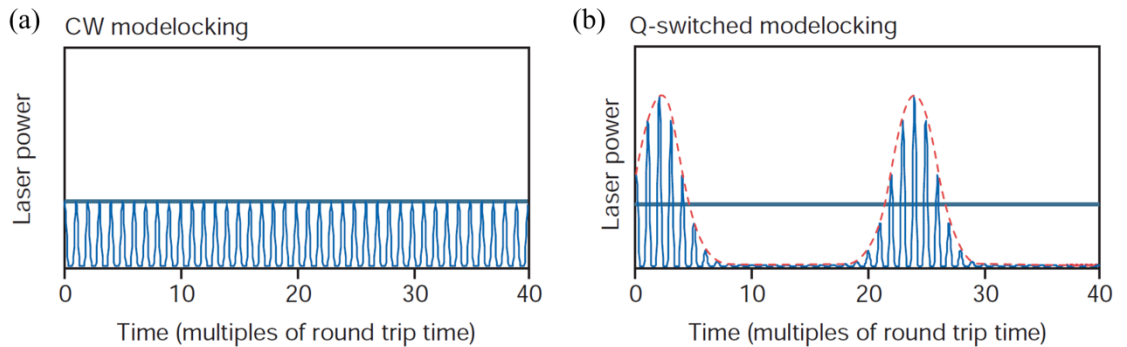 (a) CW modelocking
Laser power
0 10 20 30 40
Time (multiples of round trip time)
(b) Q-switched modelocking
Laser power
0 10 20 30 40
Time (multiples of round trip time)